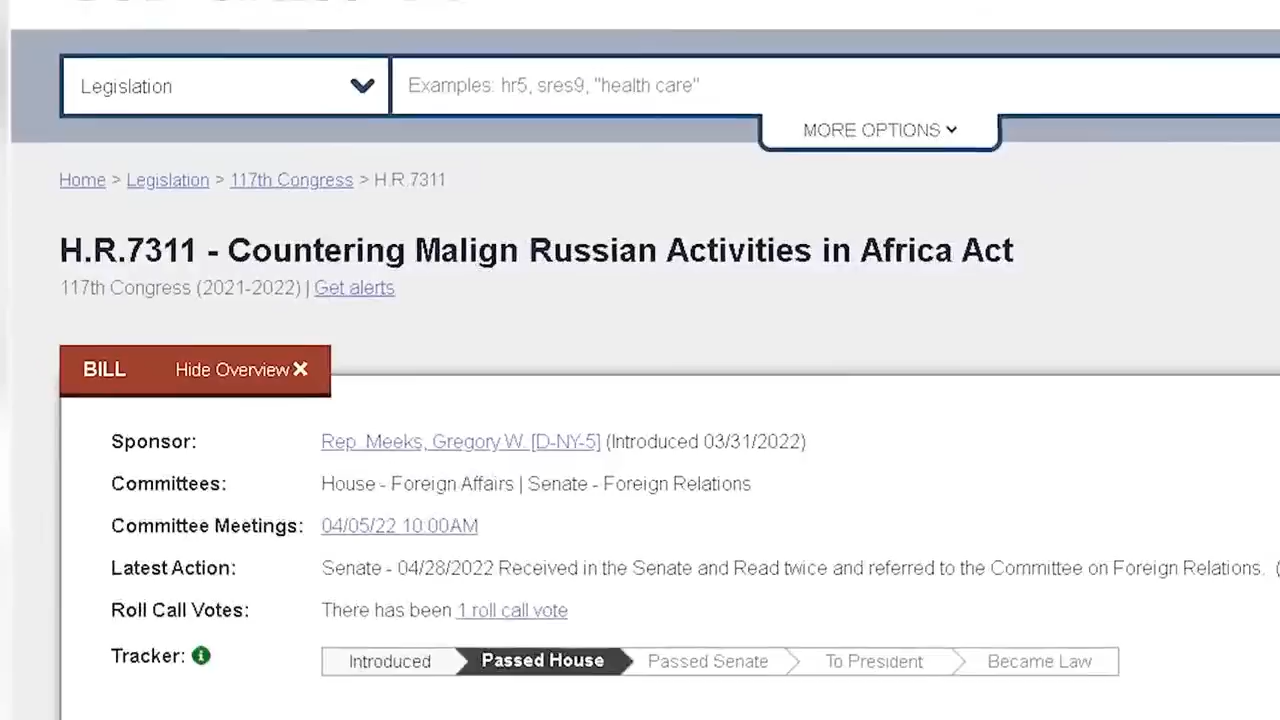 Legislation
Examples: hr5, sres9, "health care"
MORE OPTIONS
Home > Legislation > 117th Congress > H.R.7311
H.R.7311 - Countering Malign Russian Activities in Africa Act
117th Congress (2021-2022) | Get alerts
BILL Hide Overview ✕
Sponsor: Rep. Meeks, Gregory W. [D-NY-5] (Introduced 03/31/2022)
Committees: House - Foreign Affairs | Senate - Foreign Relations
Committee Meetings: 04/05/22 10:00AM
Latest Action: Senate - 04/28/2022 Received in the Senate and Read twice and referred to the Committee on Foreign Relations. (
Roll Call Votes: There has been 1 roll call vote
Tracker: Introduced Passed House Passed Senate To President Became Law